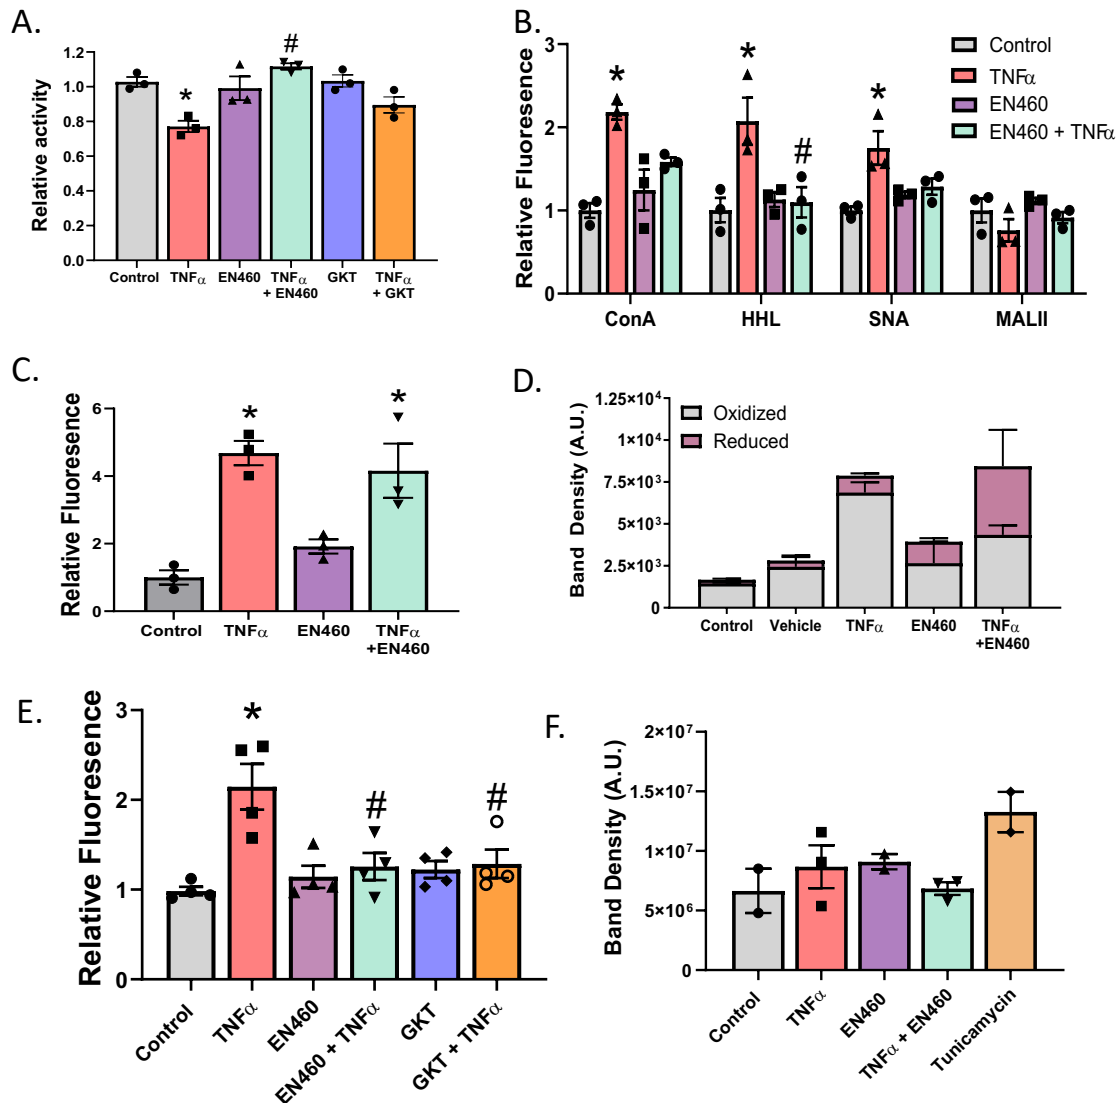 A.
Relative activity
1.2
1.0
0.8
0.6
0.4
0.2
0.0
*
#
Control
TNFα
EN460
TNFα
+ EN460
GKT
TNFα
+ GKT
B.
Relative Fluoresence
3
2
1
0
*
*
#
*
Control
TNFα
EN460
EN460 + TNFα
ConA
HHL
SNA
MALII
C.
Relative Fluoresence
6
4
2
0
*
*
Control
TNFα
EN460
TNFα
+EN460
D.
Band Density (A.U.)
1.25×10⁴
1.0×10⁴
7.5×10³
5×10³
2.5×10³
0
Oxidized
Reduced
Control
Vehicle
TNFα
EN460
TNFα
+EN460
E.
Relative Fluoresence
3
2
1
0
*
#
#
Control
TNFα
EN460
EN460 + TNFα
GKT
GKT + TNFα
F.
Band Density (A.U.)
2×10⁷
1.5×10⁷
1×10⁷
5×10⁶
0
Control
TNFα
EN460
TNFα + EN460
Tunicamycin